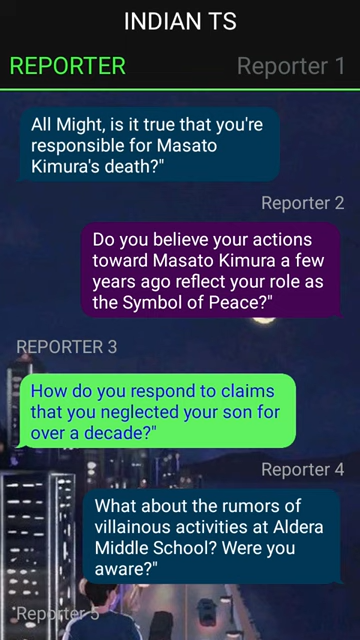 INDIAN TS
REPORTER
Reporter 1
All Might, is it true that you're
responsible for Masato
Kimura's death?"
Reporter 2
Do you believe your actions
toward Masato Kimura a few
years ago reflect your role as
the Symbol of Peace?"
REPORTER 3
How do you respond to claims
that you neglected your son for
over a decade?"
Reporter 4
What about the rumors of
villainous activities at Aldera
Middle School? Were you
aware?"
Reporter 5